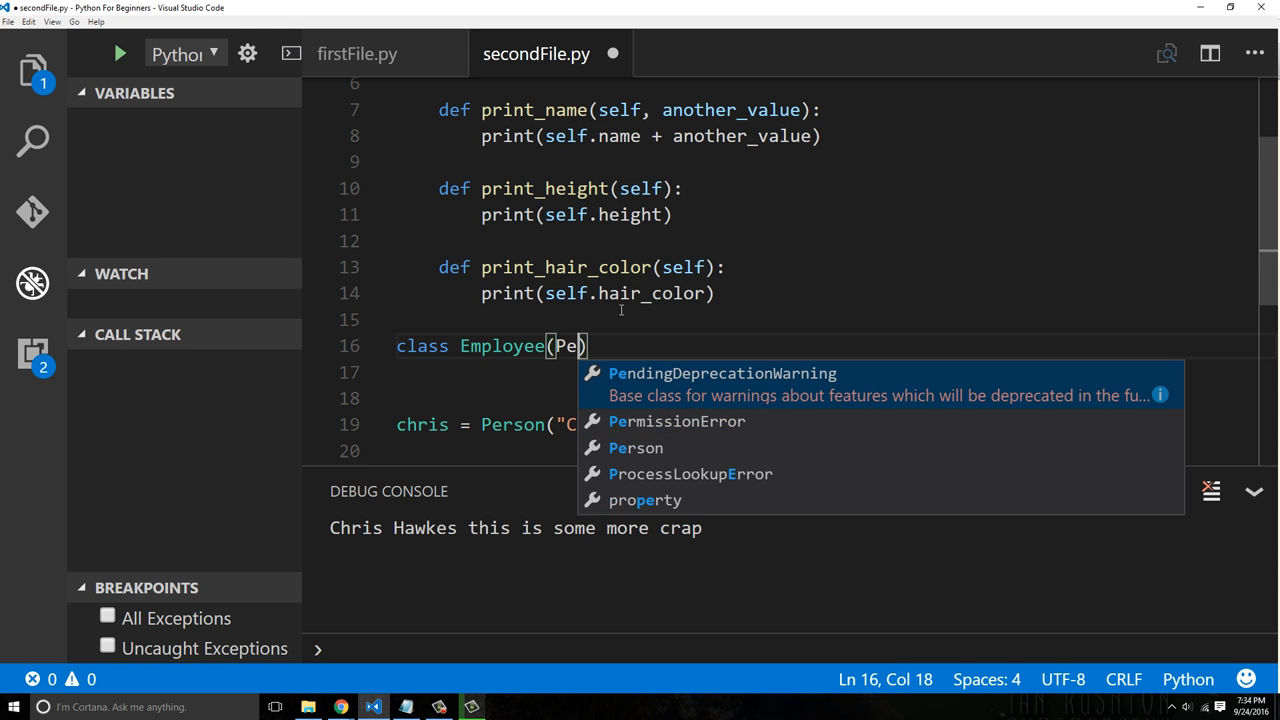 ● secondFile.py - Python For Beginners - Visual Studio Code
File Edit View Go Help
Pythor ▼
firstFile.py secondFile.py ●
1
VARIABLES
WATCH
CALL STACK
2
BREAKPOINTS
All Exceptions
Uncaught Exceptions
6
7 def print_name(self, another_value):
8 print(self.name + another_value)
9
10 def print_height(self):
11 print(self.height)
12
13 def print_hair_color(self):
14 print(self.hair_color)
15
16 class Employee(Pe)
17
18
19 chris = Person("C
20
PendingDeprecationWarning
Base class for warnings about features which will be deprecated in the fu...
PermissionError
Person
ProcessLookupError
property
DEBUG CONSOLE
Chris Hawkes this is some more crap
0 0
Ln 16, Col 18 Spaces: 4 UTF-8 CRLF Python
I'm Cortana. Ask me anything.
7:34 PM
9/24/2016